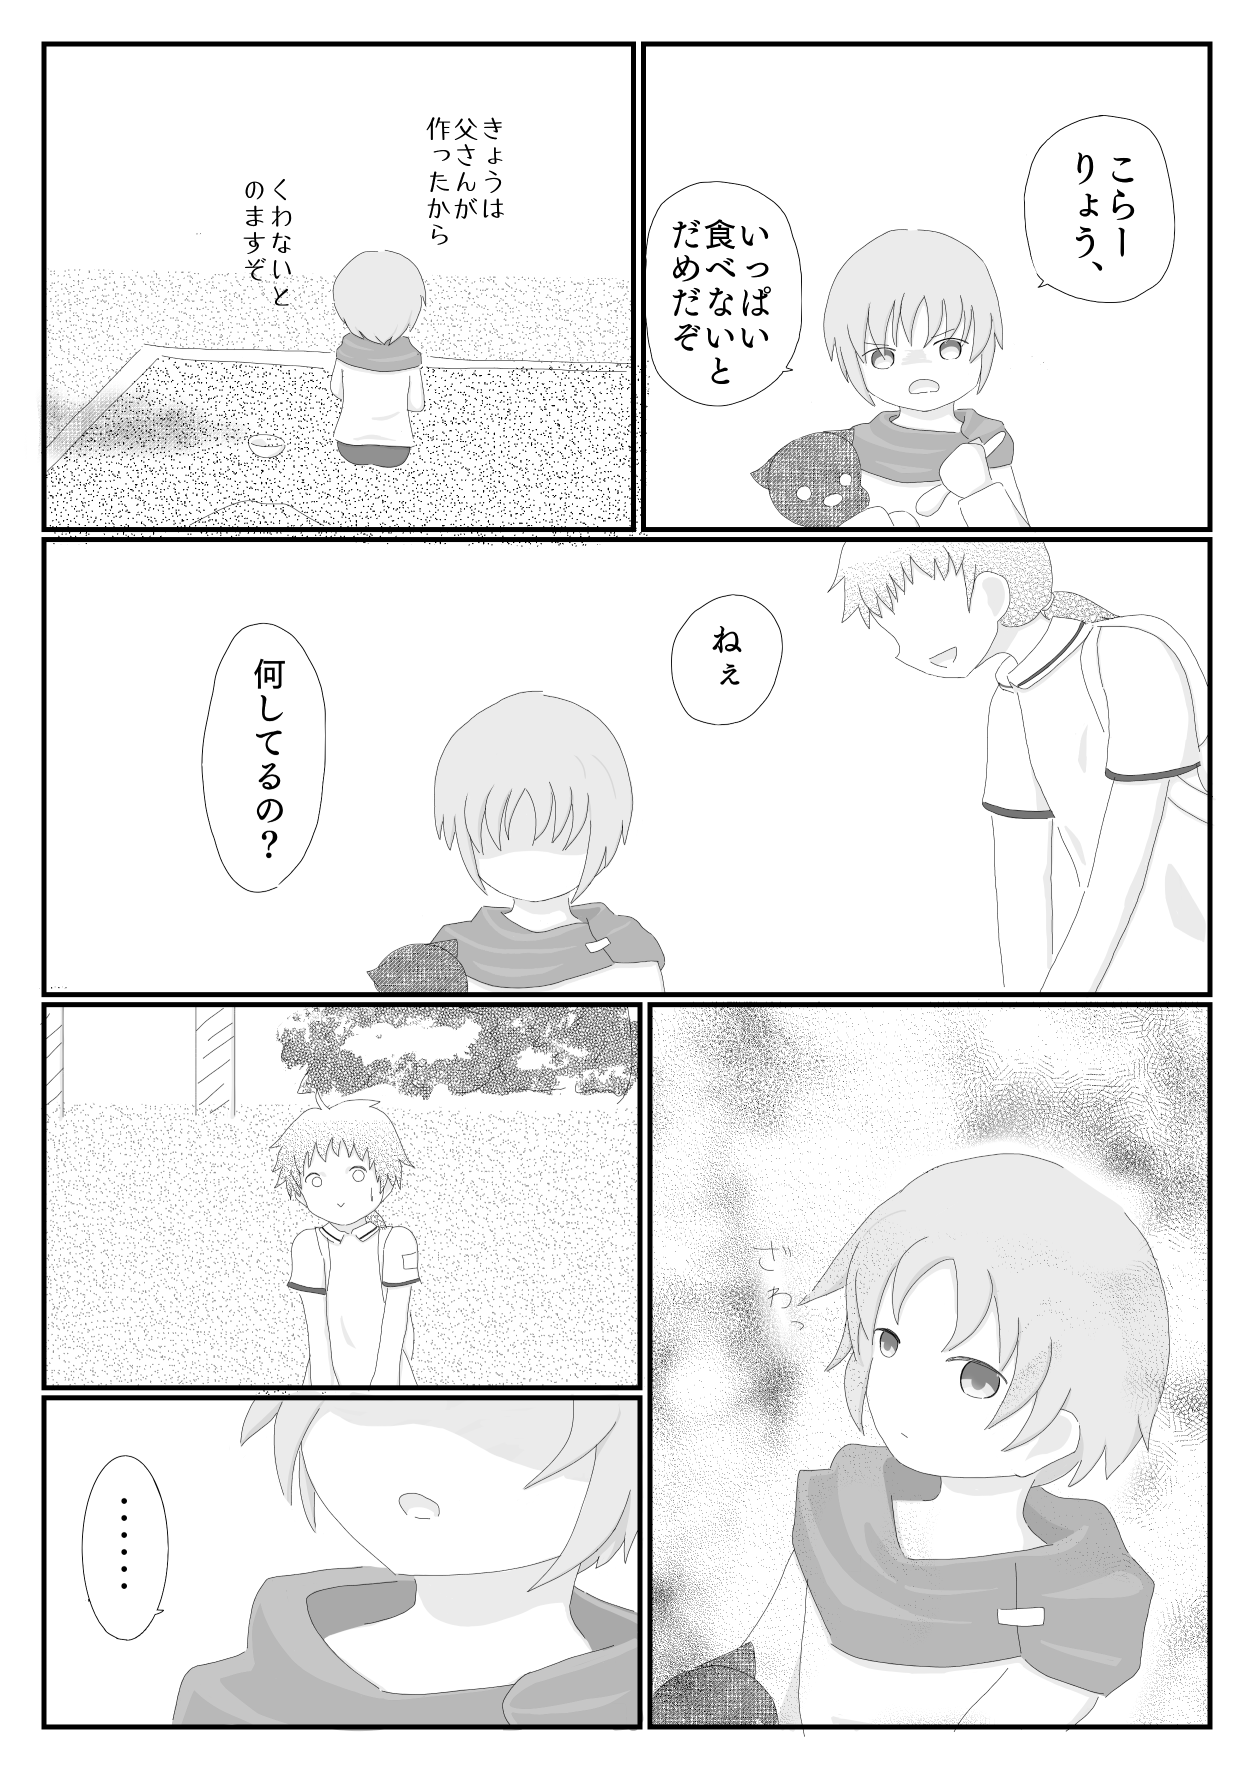 こらー
りょう、
いっぱい
食べないと
だめだぞ
きょうは
父さんが
作ったから
くわないと
のますぞ
ねぇ
何してるの？
ざわっ
・・・・・・